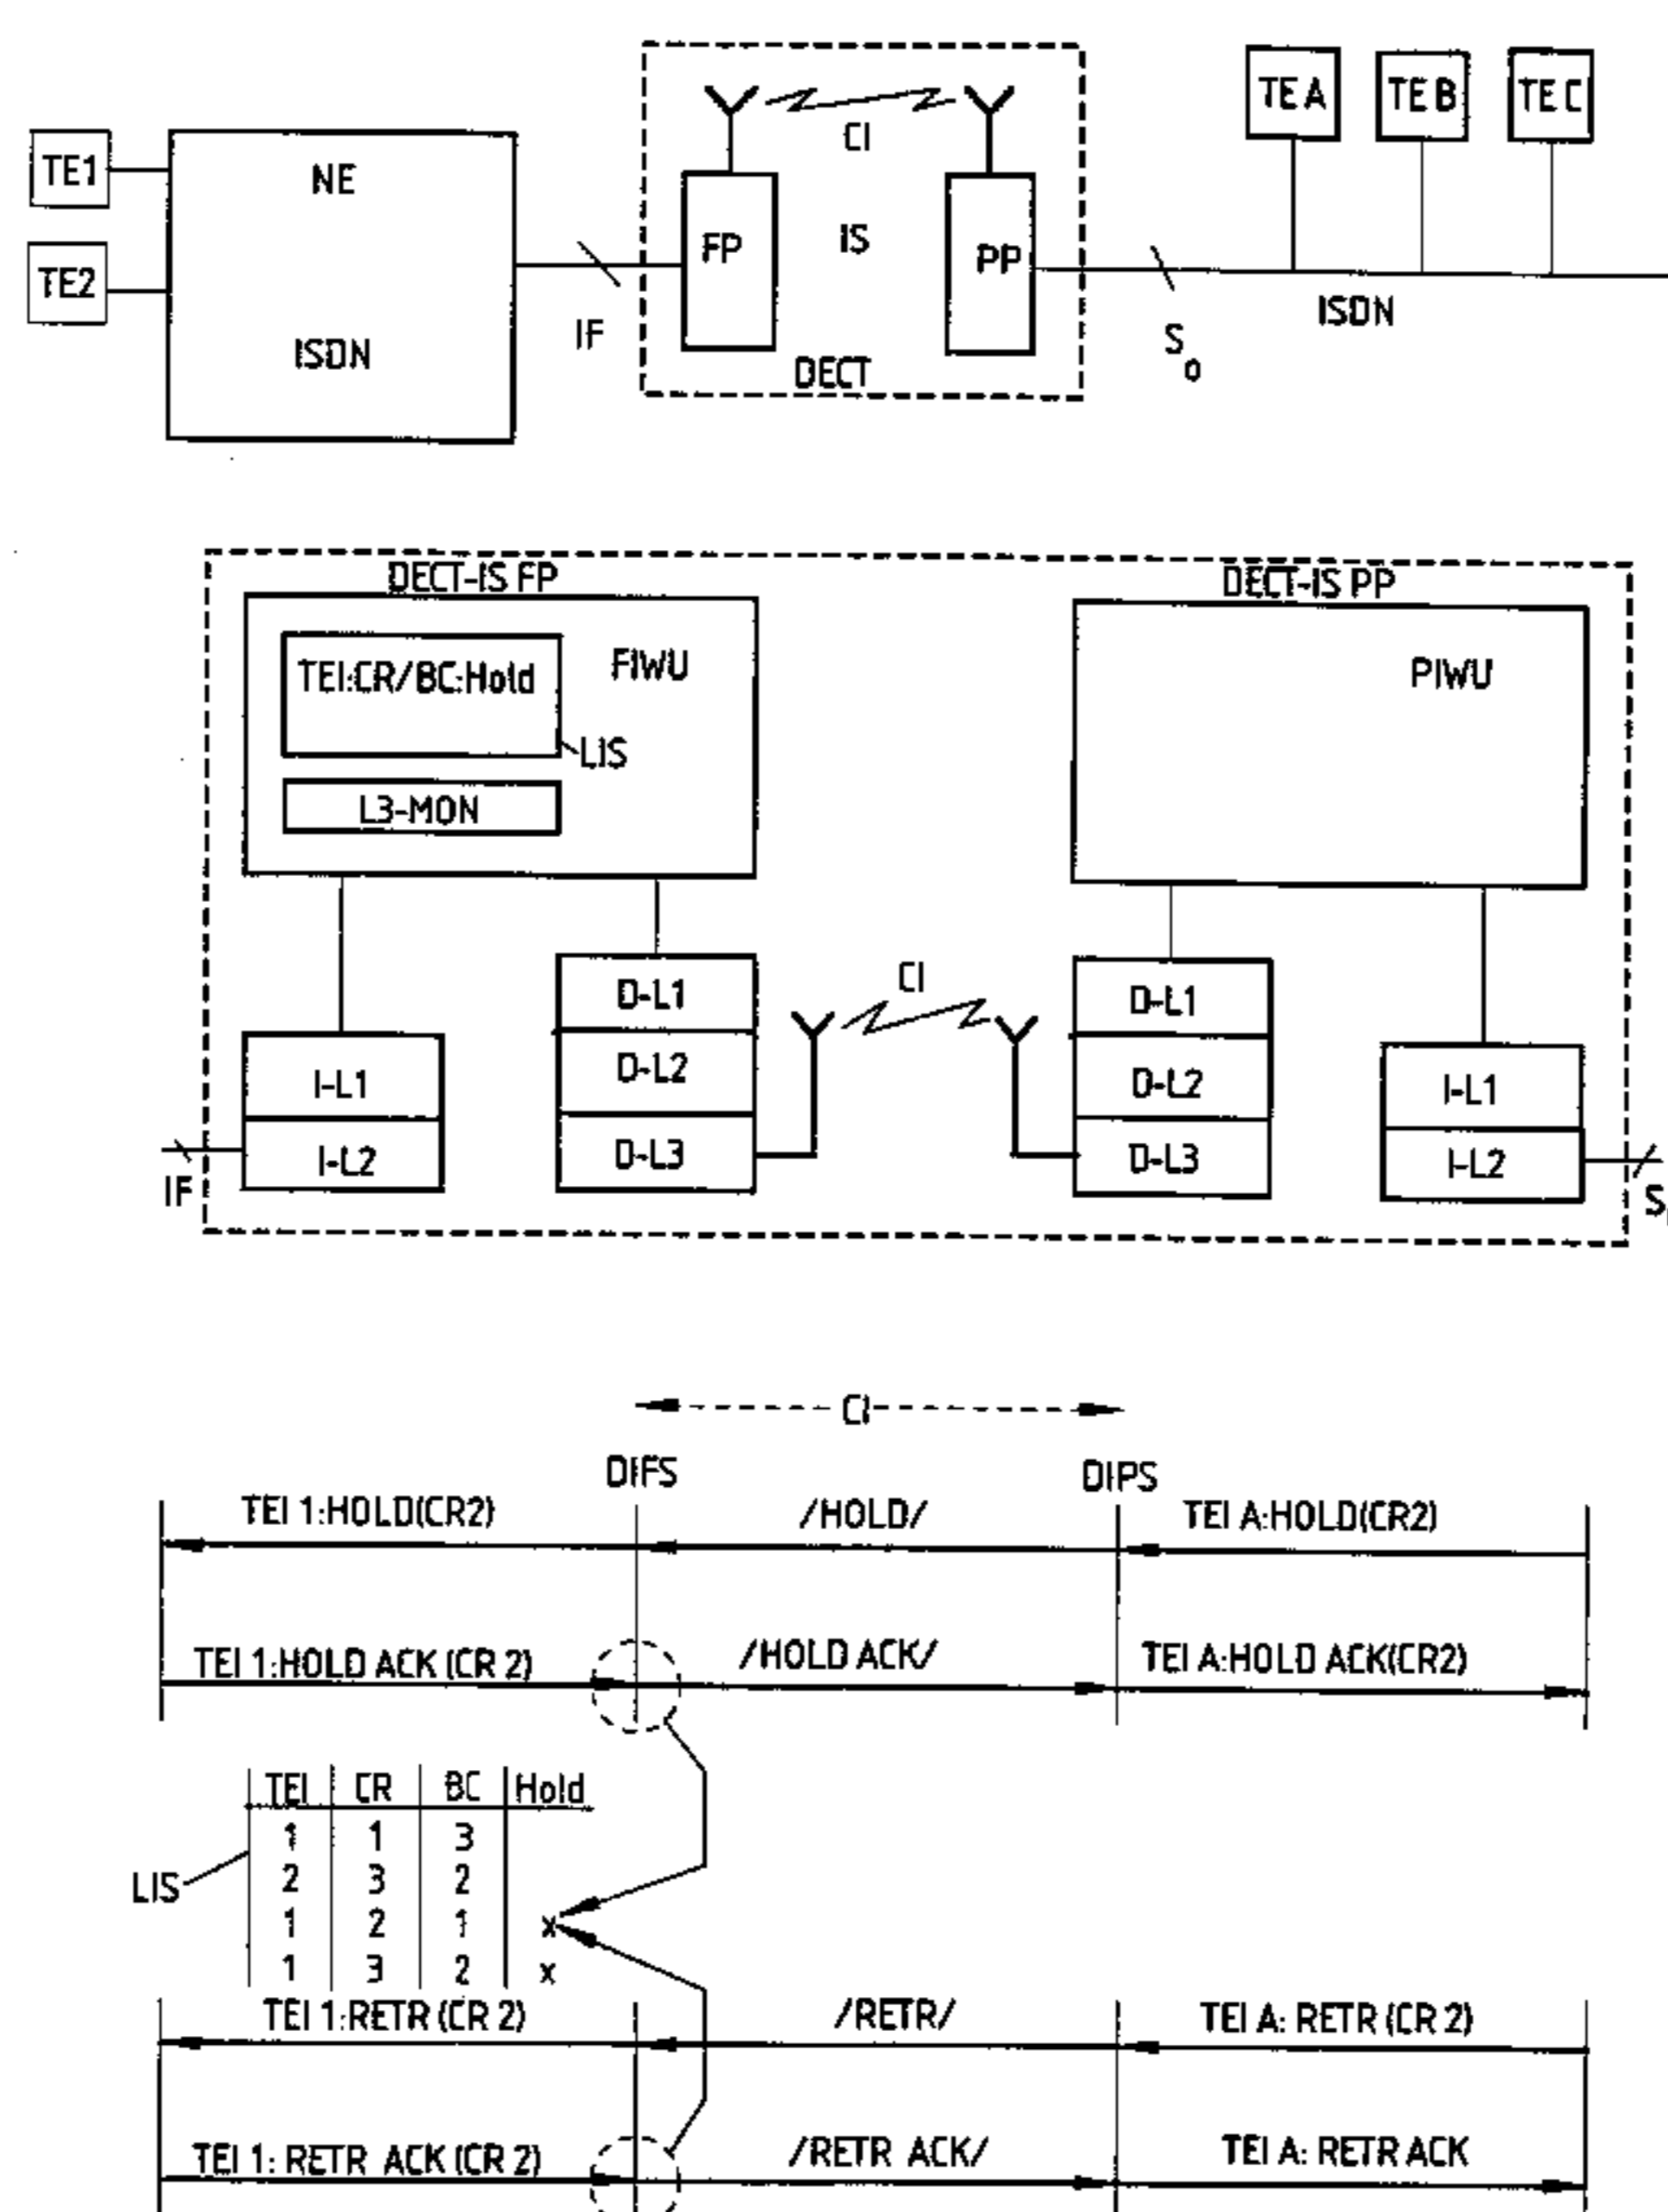 TE1
TE2
NE
ISDN
IF
FP
CI
IS
PP
DECT
S
o
TE A
TE B
TE C
ISDN
DECT-IS FP
DECT-IS PP
TEI:CR/BC:Hold
FIWU
LIS
L3-MON
PIWU
I-L1
I-L2
IF
D-L1
D-L2
D-L3
CI
D-L1
D-L2
D-L3
I-L1
I-L2
S
CI
DIFS
DIPS
TEI 1:HOLD(CR2)
/HOLD/
TEI A:HOLD(CR2)
TEI 1:HOLD ACK (CR 2)
/HOLD ACK/
TEI A:HOLD ACK(CR2)
TEI CR BC Hold
1 1 3
2 3 2
1 2 1 x
1 3 2 x
LIS
TEI 1:RETR (CR 2)
/RETR/
TEI A: RETR (CR 2)
TEI 1: RETR ACK (CR 2)
/RETR ACK/
TEI A: RETR ACK